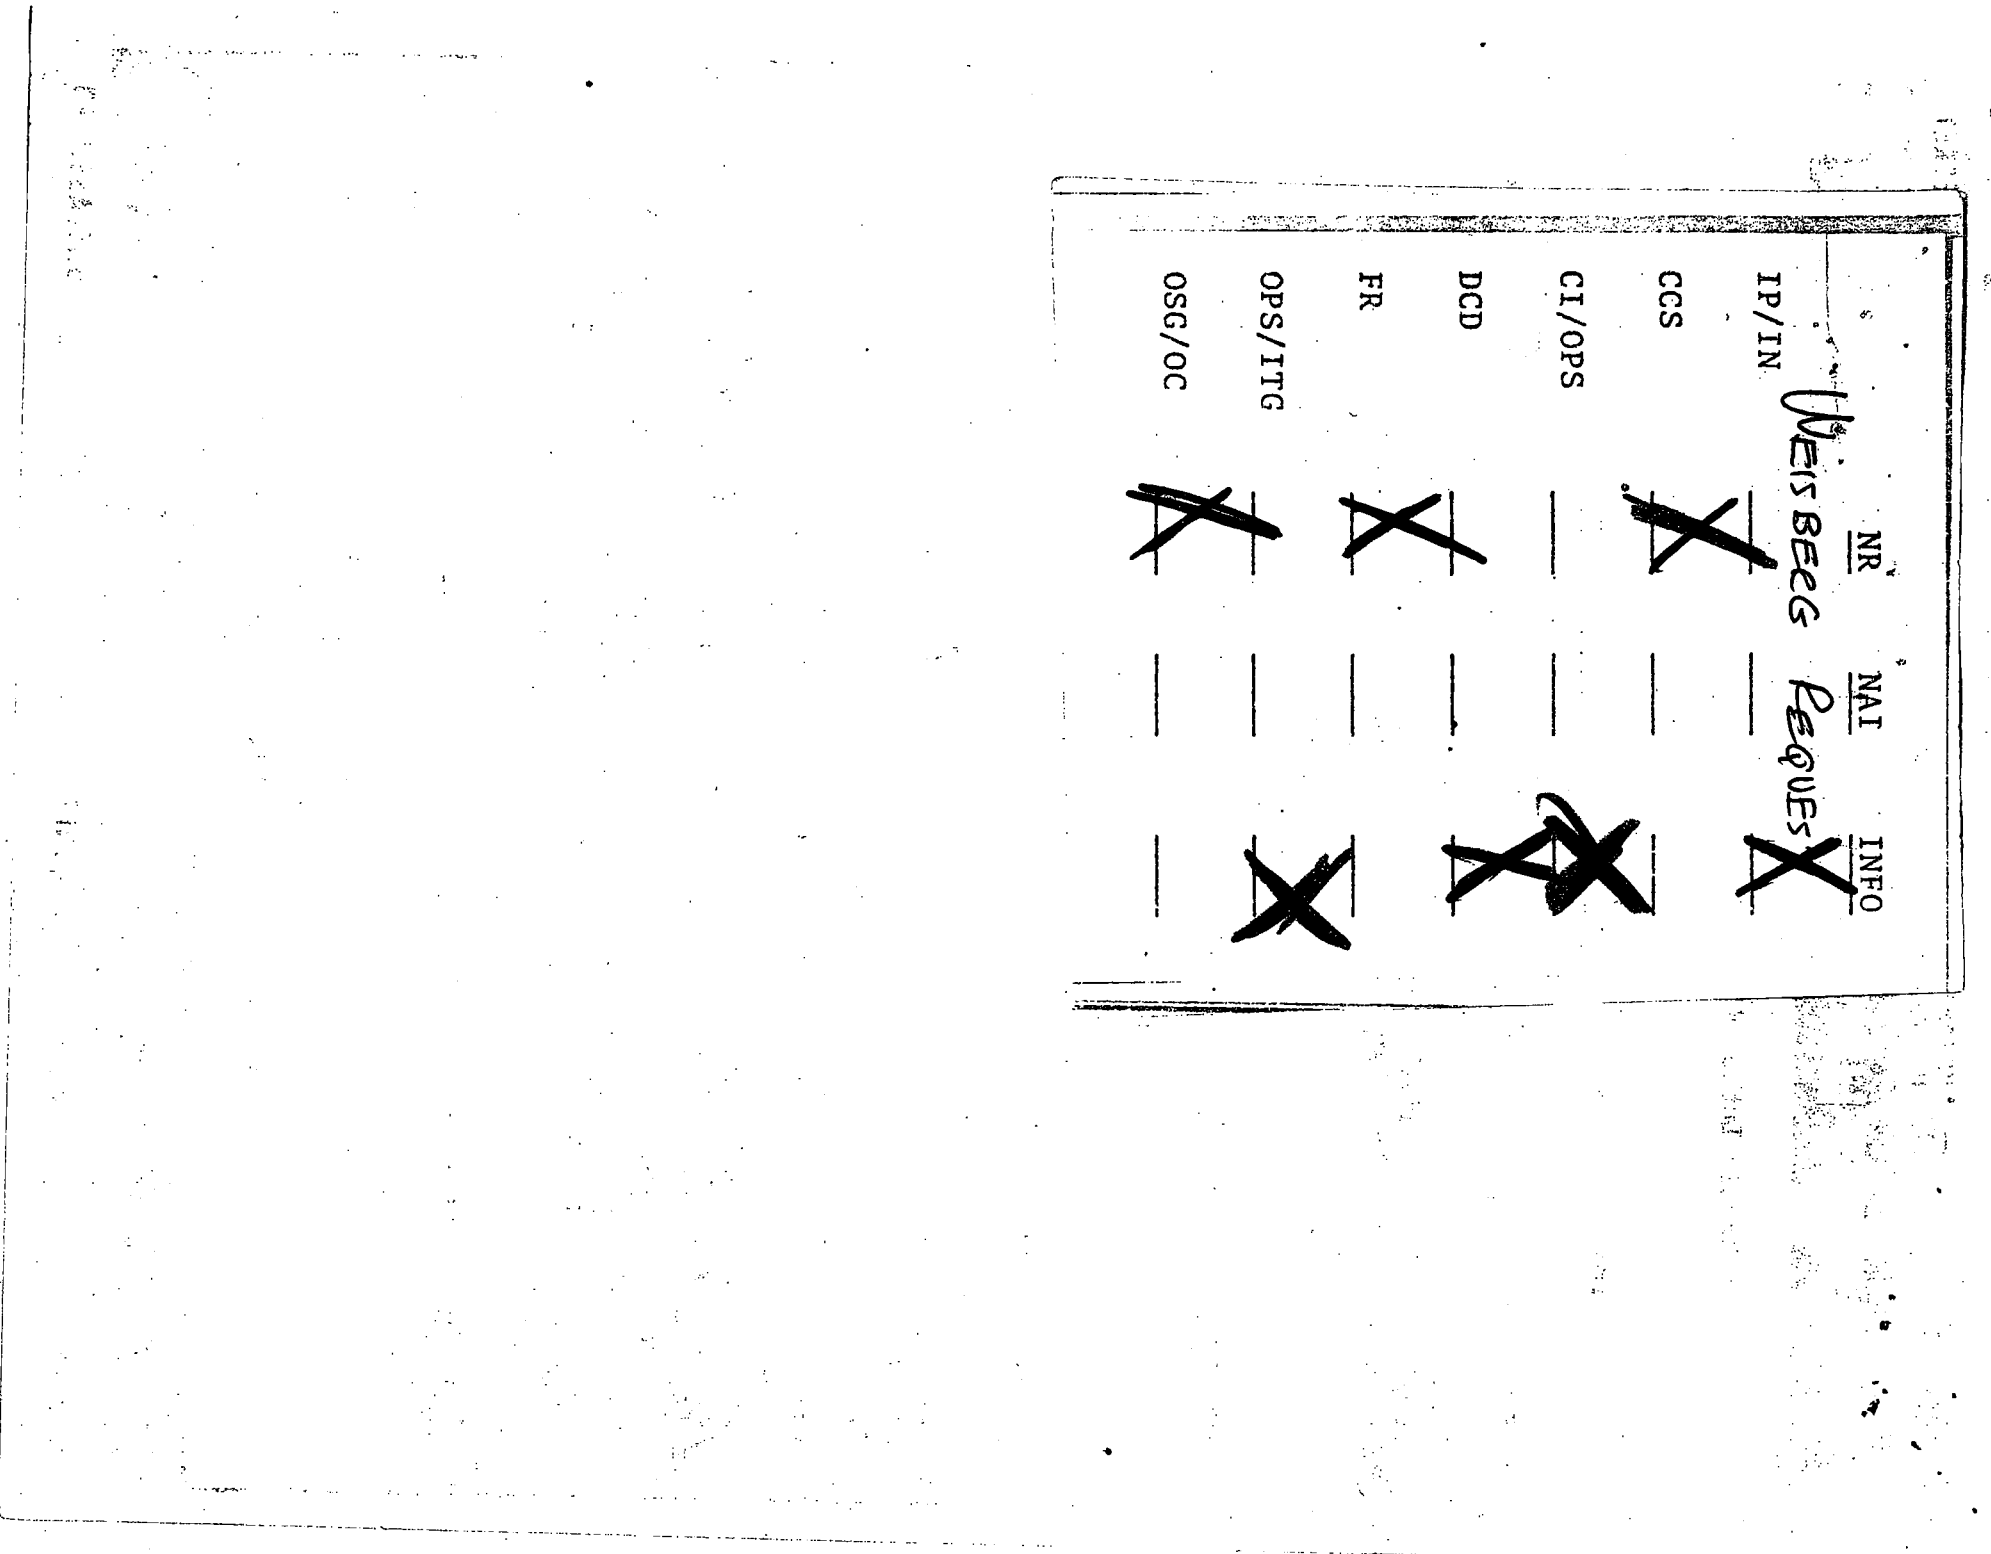 NR NAI INFO
WEISBERG REQUEST
IP/IN X
CCS X
CI/OPS X
DCD X
FR X
OPS/ITG X
OSG/OC X